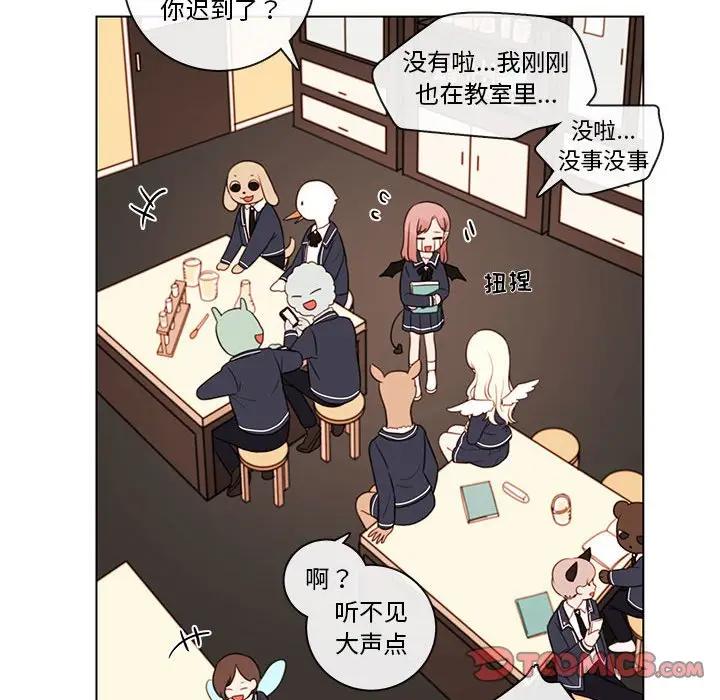 你迟到了？
没有啦...我刚刚
也在教室里...
没啦...
没事没事
扭捏
啊？
听不见
大声点
DTCOMICS.COM